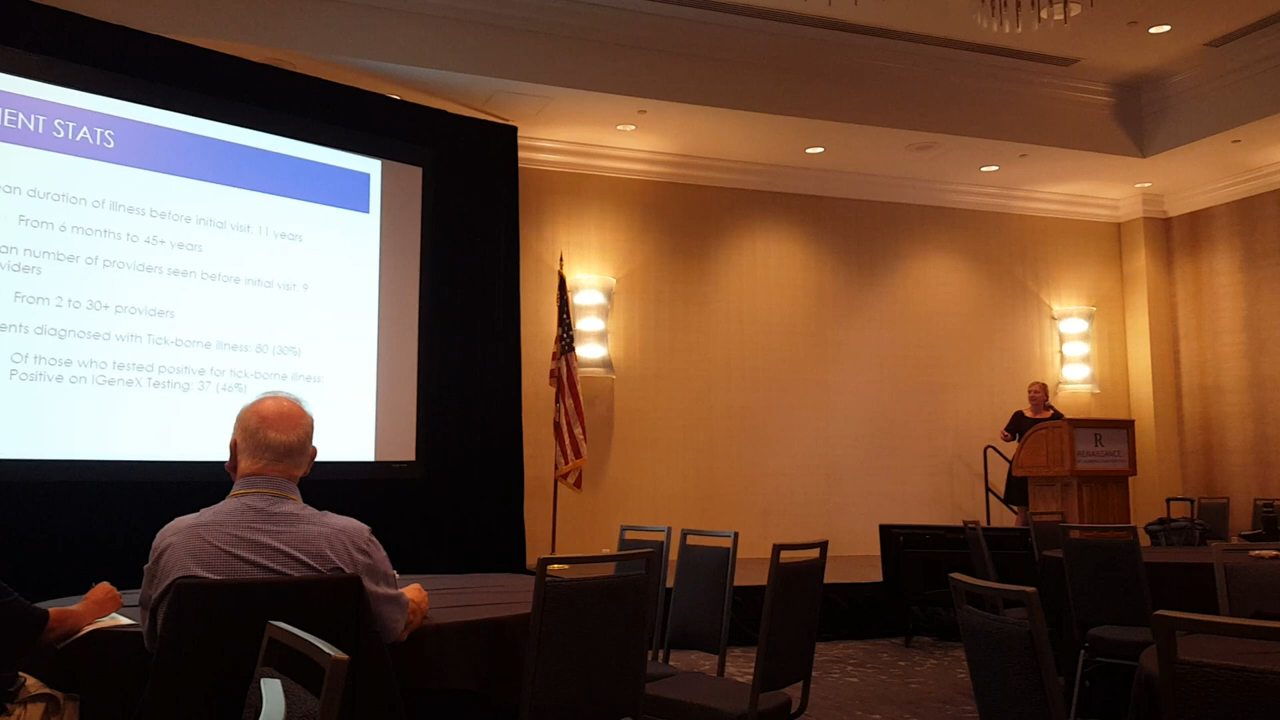 IENT STATS
ean duration of illness before initial visit: 11 years
From 6 months to 45+ years
an number of providers seen before initial visit: 9
viders
From 2 to 30+ providers
ents diagnosed with Tick-borne illness: 80 (30%)
Of those who tested positive for tick-borne illness:
Positive on IGeneX Testing: 37 (46%)
R
RENAISSANCE